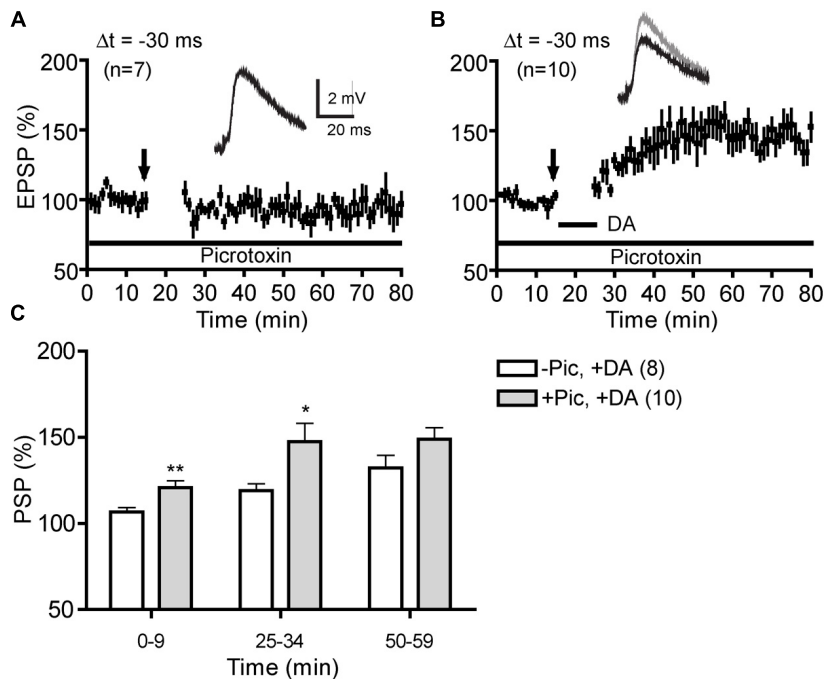 A
Δt = -30 ms
(n=7)
200
150
100
50
EPSP (%)
2 mV
20 ms
Picrotoxin
0 10 20 30 40 50 60 70 80
Time (min)
B
Δt = -30 ms
(n=10)
200
150
100
50
DA
Picrotoxin
0 10 20 30 40 50 60 70 80
Time (min)
C
200
150
100
50
PSP (%)
**
*
0-9 25-34 50-59
Time (min)
-Pic, +DA (8)
+Pic, +DA (10)